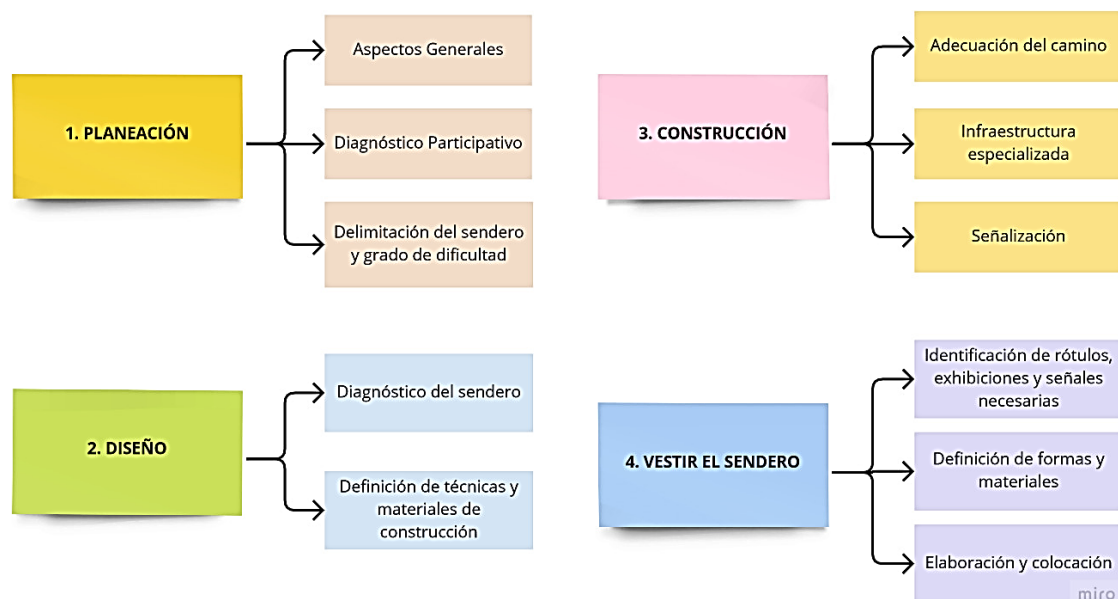 1. PLANEACIÓN
Aspectos Generales
Diagnóstico Participativo
Delimitación del sendero
y grado de dificultad
2. DISEÑO
Diagnóstico del sendero
Definición de técnicas y
materiales de
construcción
3. CONSTRUCCIÓN
Adecuación del camino
Infraestructura
especializada
Señalización
4. VESTIR EL SENDERO
Identificación de rótulos,
exhibiciones y señales
necesarias
Definición de formas y
materiales
Elaboración y colocación
miro